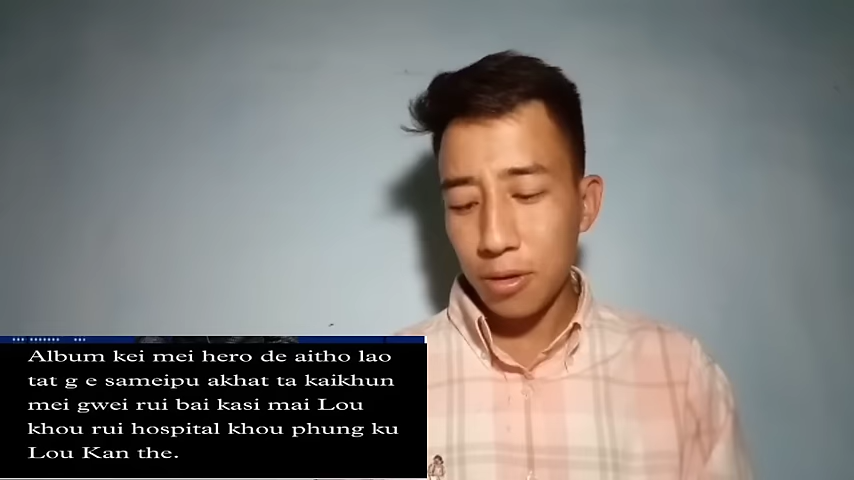 Album kei mei hero de aitho lao
tat g e sameipu akhat ta kaikhun
mei gwei rui bai kasi mai Lou
khou rui hospital khou phung ku
Lou Kan the.